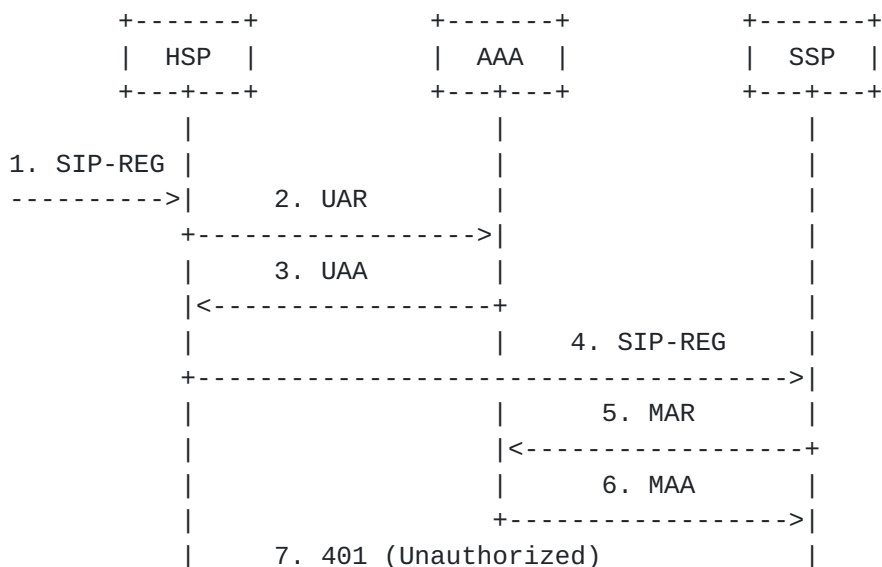 HSP AAA SSP
1. SIP-REG
2. UAR
3. UAA
4. SIP-REG
5. MAR
6. MAA
7. 401 (Unauthorized)